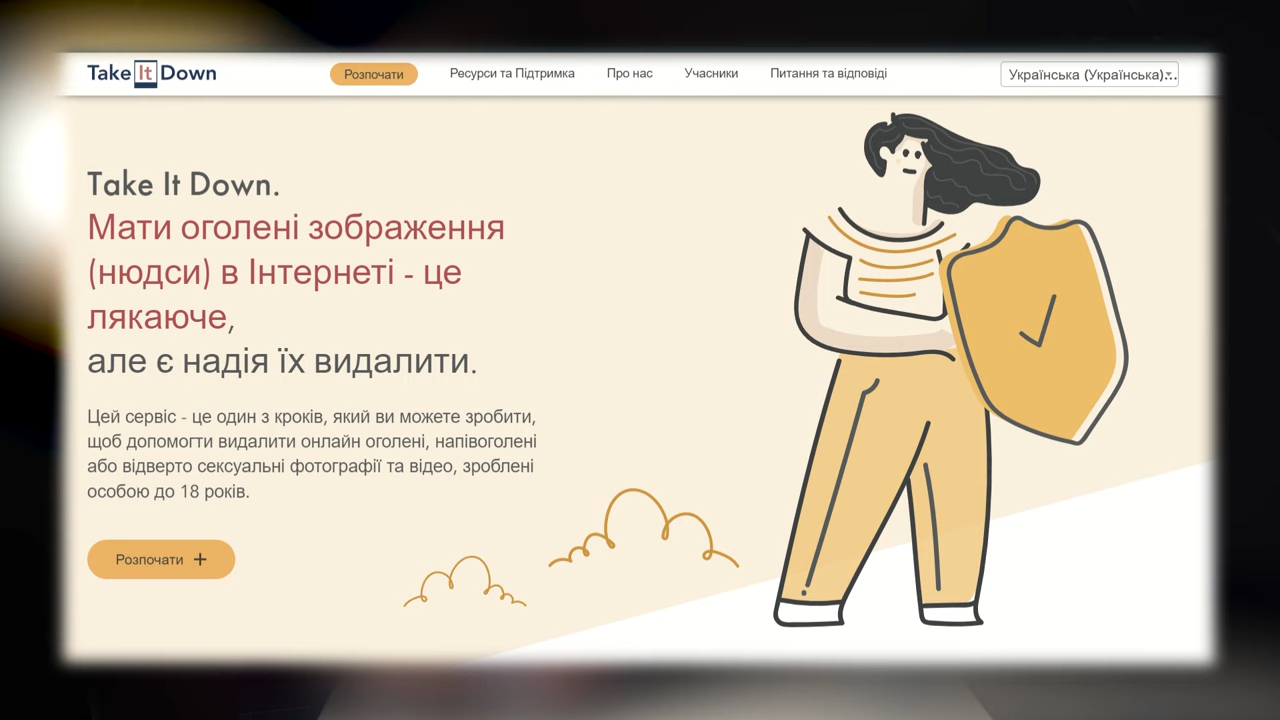 Take It Down
Розпочати
Ресурси та Підтримка
Про нас
Учасники
Питання та відповіді
Українська (Українська)...
Take It Down.
Мати оголені зображення
(нюдси) в Інтернеті - це
лякаюче,
але є надія їх видалити.
Цей сервіс - це один з кроків, який ви можете зробити,
щоб допомогти видалити онлайн оголені, напівоголені
або відверто сексуальні фотографії та відео, зроблені
особою до 18 років.
Розпочати +